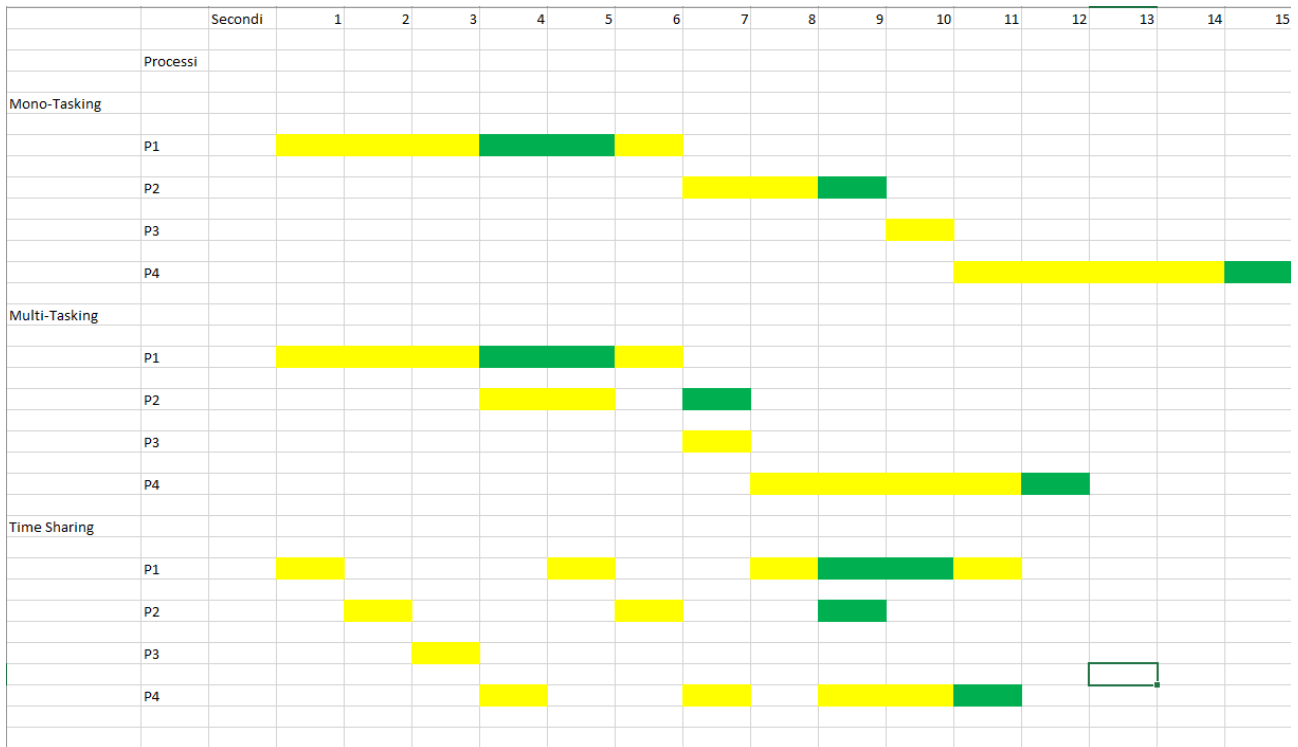 Secondi 1 2 3 4 5 6 7 8 9 10 11 12 13 14 15
Processi
Mono-Tasking
P1
P2
P3
P4
Multi-Tasking
P1
P2
P3
P4
Time Sharing
P1
P2
P3
P4